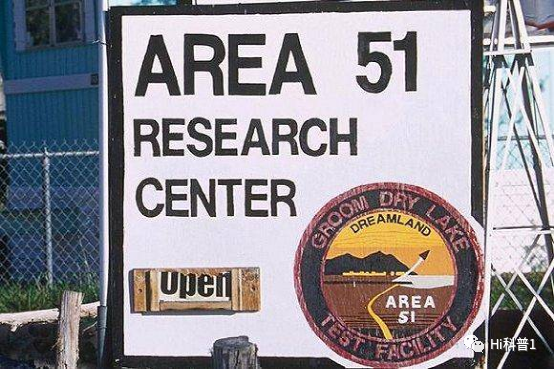 AREA 51
RESEARCH
CENTER
Open
GROOM DRY LAKE
DREAMLAND
AREA
51
TEST FACILITY
Hi科普1